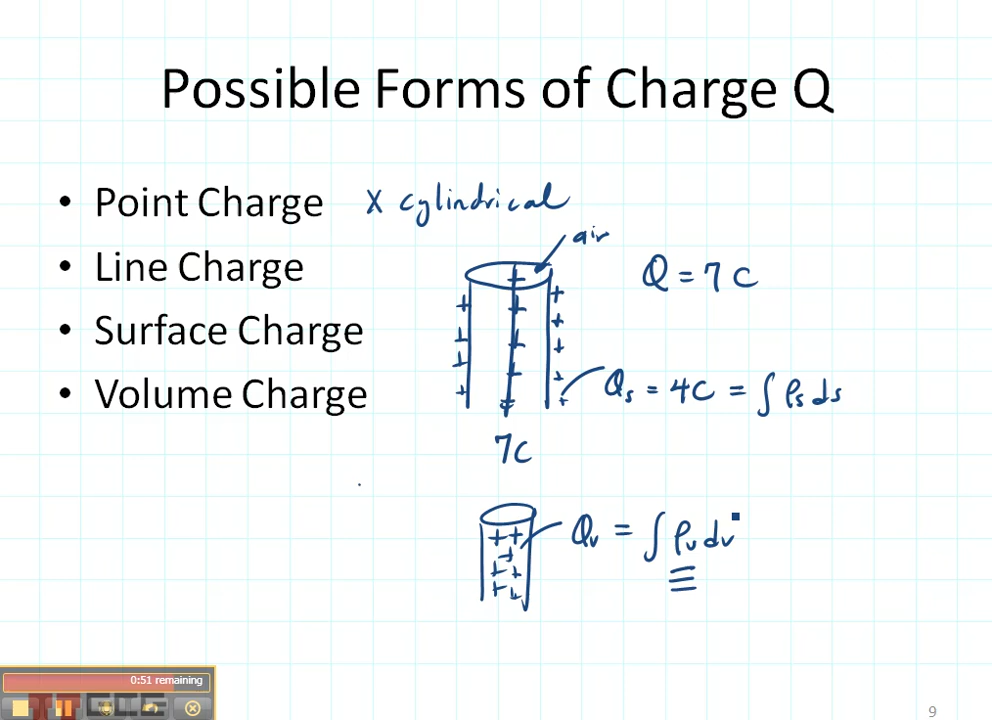 Possible Forms of Charge Q
• Point Charge x cylindrical
air
• Line Charge
Q = 7 C
• Surface Charge
Qs = 4C = ∫ ρs ds
• Volume Charge
7C
Qv = ∫ ρv dv
0:51 remaining
9